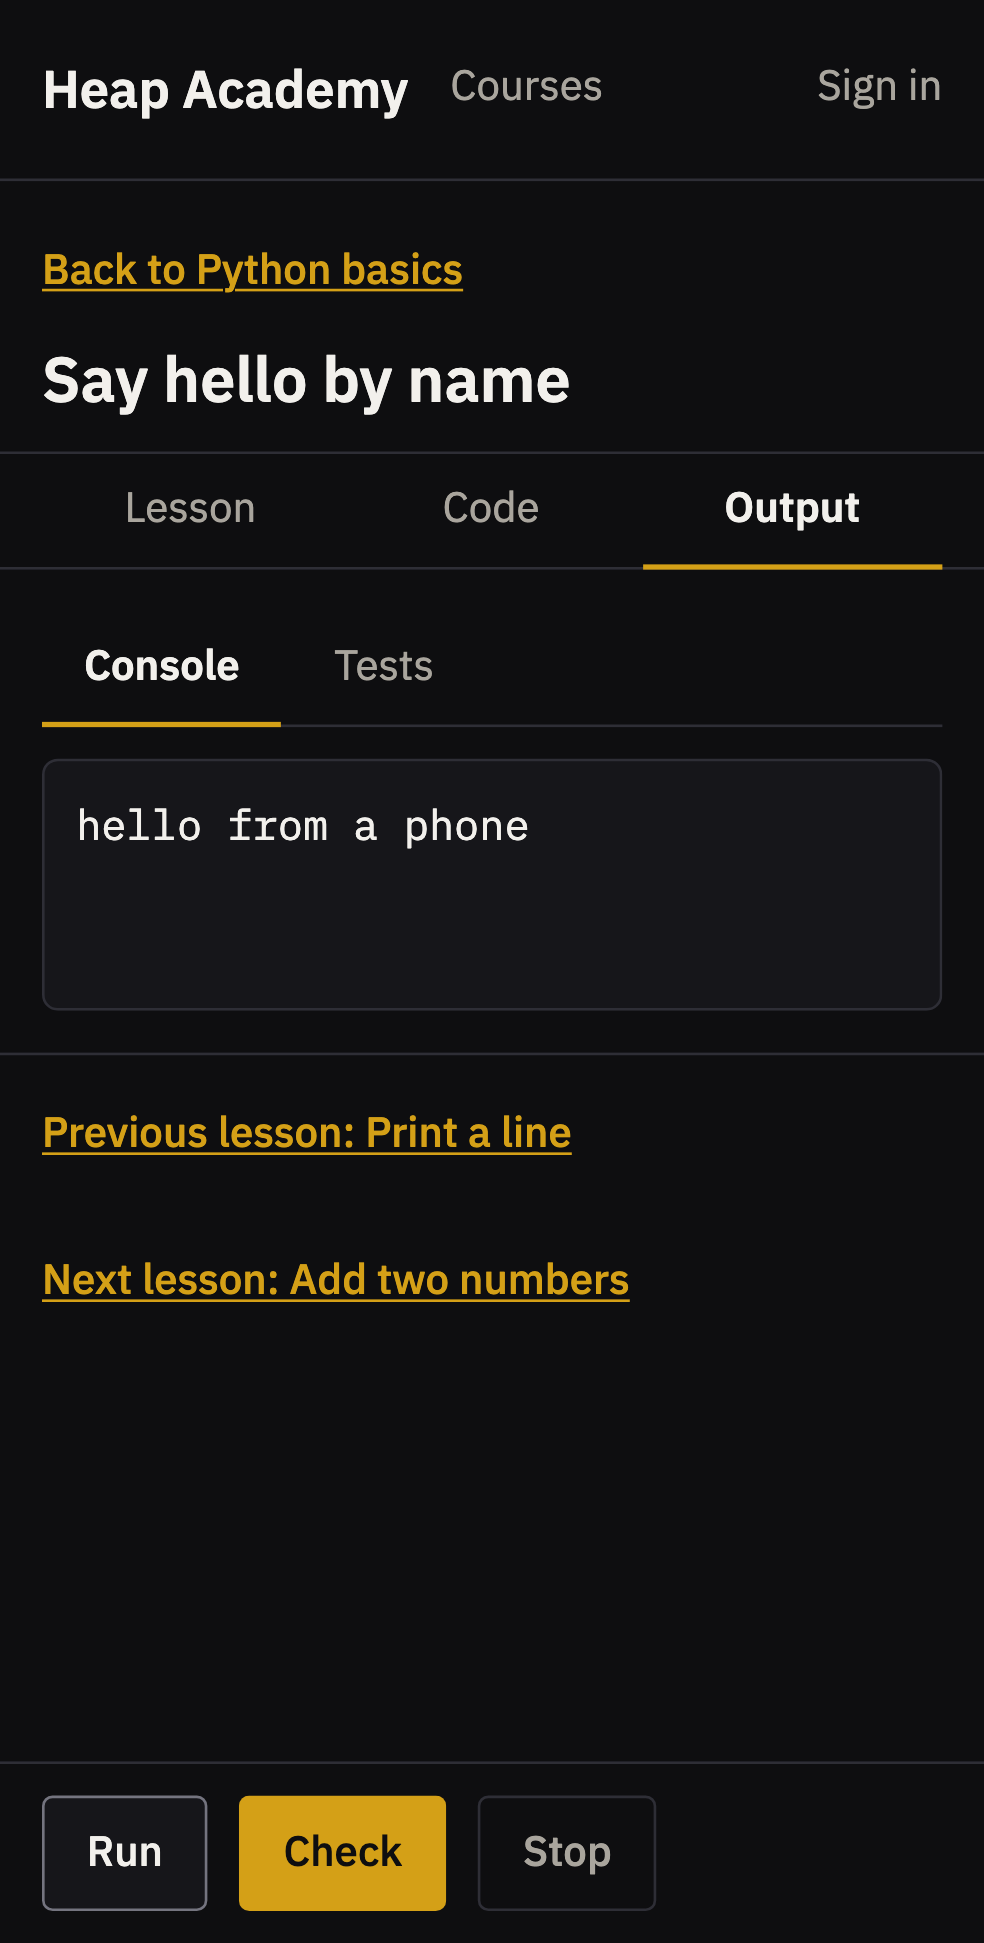 Heap Academy Courses Sign in
Back to Python basics
Say hello by name
Lesson Code Output
Console Tests
hello from a phone
Previous lesson: Print a line
Next lesson: Add two numbers
Run Check Stop